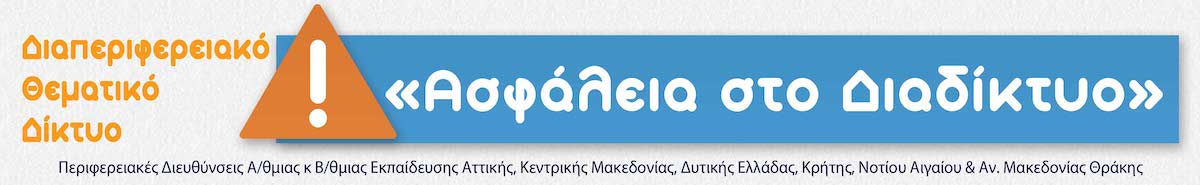 Διαπεριφερειακό
Θεματικό
Δίκτυο
!
«Ασφάλεια στο Διαδίκτυο»
Περιφερειακές Διευθύνσεις Α/θμιας κ Β/θμιας Εκπαίδευσης Αττικής, Κεντρικής Μακεδονίας, Δυτικής Ελλάδας, Κρήτης, Νοτίου Αιγαίου & Αν. Μακεδονίας Θράκης